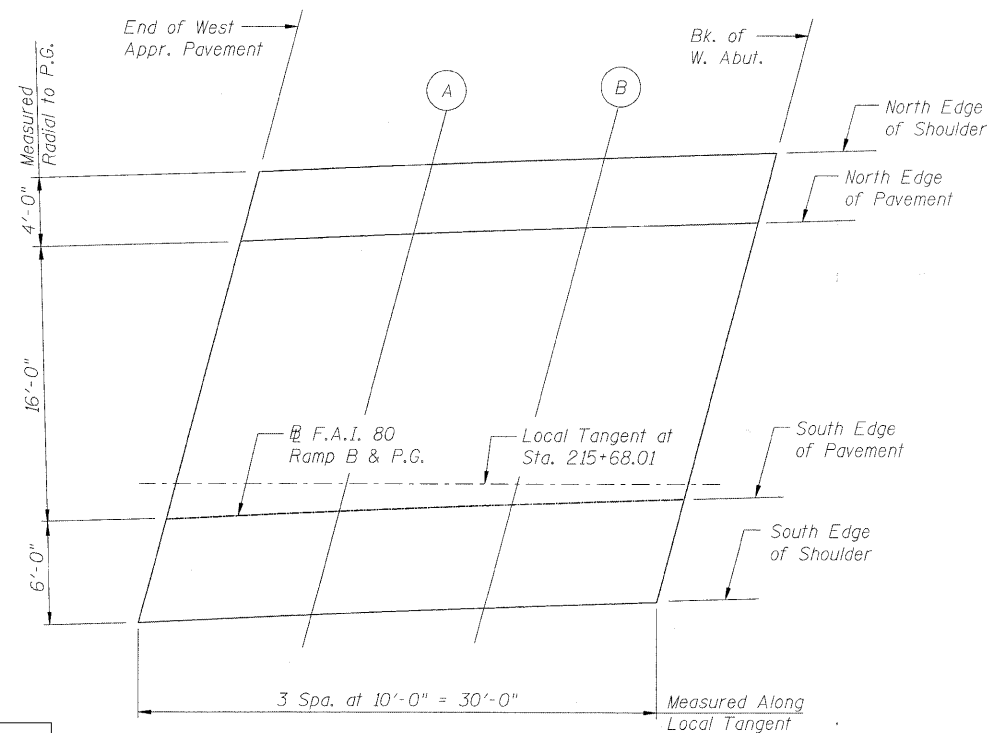 End of West
Appr. Pavement
Bk. of
W. Abut.
A
B
Measured
Radial to P.G.
North Edge
of Shoulder
North Edge
of Pavement
4'-0"
16'-0"
6'-0"
℄ F.A.I. 80
Ramp B & P.G.
Local Tangent at
Sta. 215+68.01
South Edge
of Pavement
South Edge
of Shoulder
3 Spa. at 10'-0" = 30'-0"
Measured Along
Local Tangent